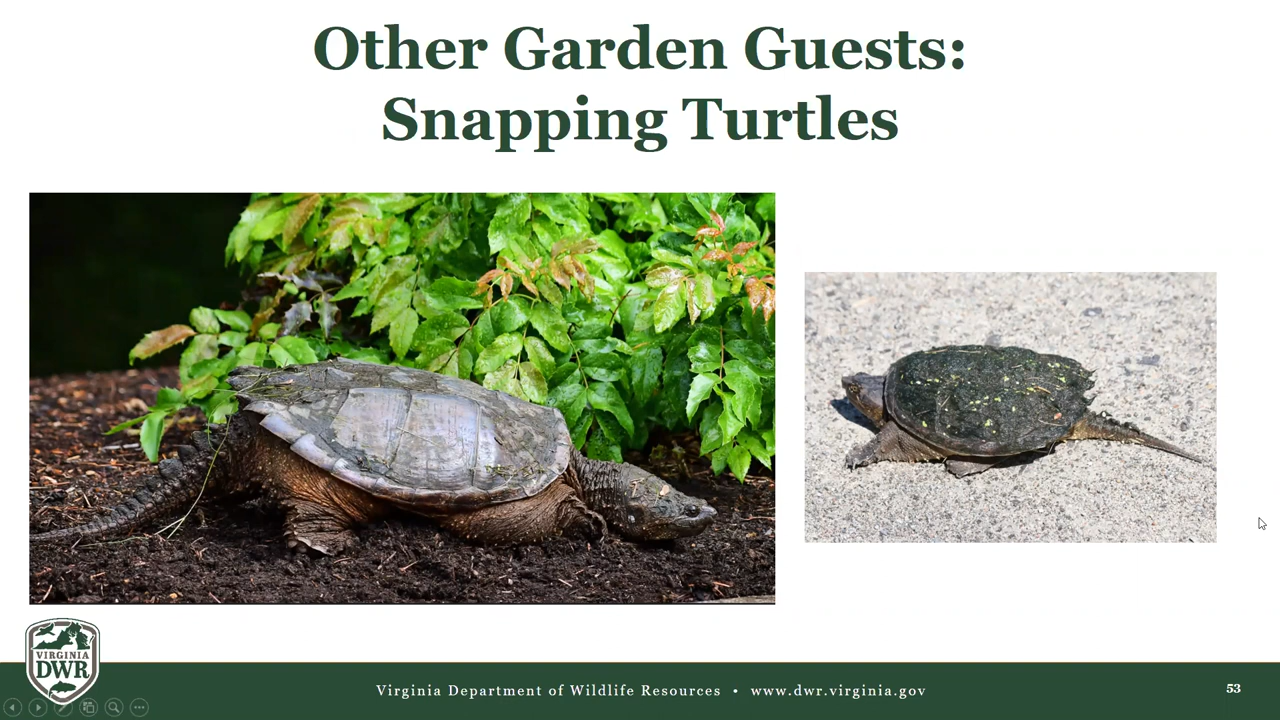 Other Garden Guests:
Snapping Turtles
VIRGINIA
DWR
Virginia Department of Wildlife Resources • www.dwr.virginia.gov
53